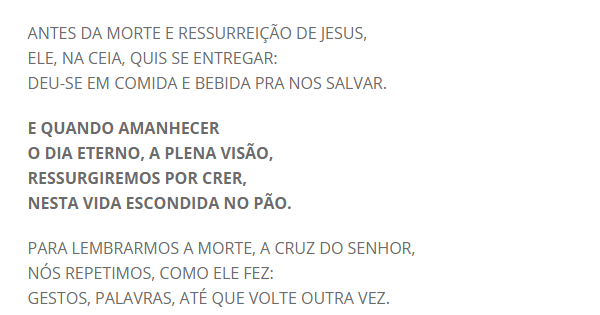 ANTES DA MORTE E RESSURREIÇÃO DE JESUS,
ELE, NA CEIA, QUIS SE ENTREGAR:
DEU-SE EM COMIDA E BEBIDA PRA NOS SALVAR.
E QUANDO AMANHECER
O DIA ETERNO, A PLENA VISÃO,
RESSURGIREMOS POR CRER,
NESTA VIDA ESCONDIDA NO PÃO.
PARA LEMBRARMOS A MORTE, A CRUZ DO SENHOR,
NÓS REPETIMOS, COMO ELE FEZ:
GESTOS, PALAVRAS, ATÉ QUE VOLTE OUTRA VEZ.